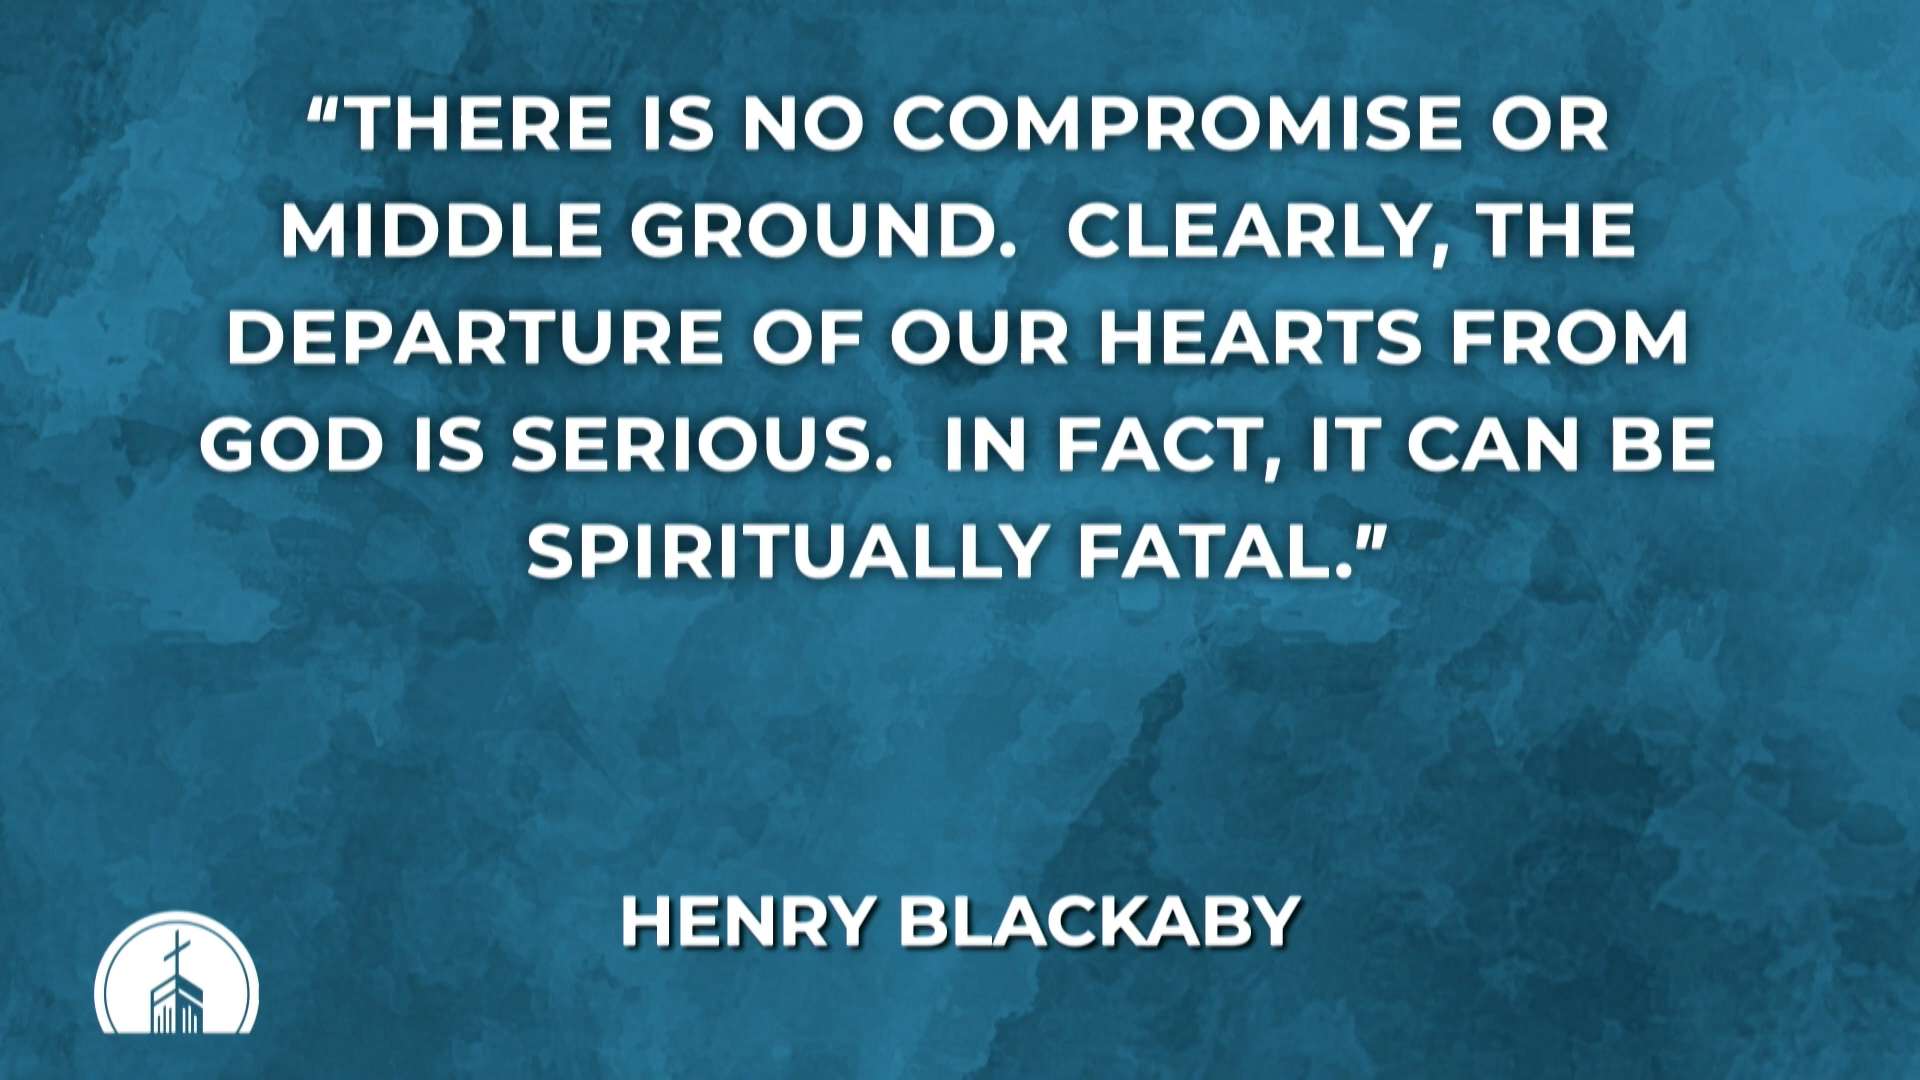 “THERE IS NO COMPROMISE OR
MIDDLE GROUND.  CLEARLY, THE
DEPARTURE OF OUR HEARTS FROM
GOD IS SERIOUS.  IN FACT, IT CAN BE
SPIRITUALLY FATAL.”
HENRY BLACKABY